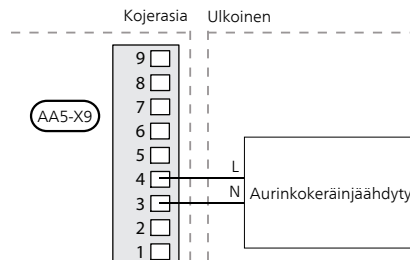 Kojerasia Ulkoinen
9
8
AA5-X9
7
6
5
4 L
3 N
Aurinkokeräinjäähdyty
2
1